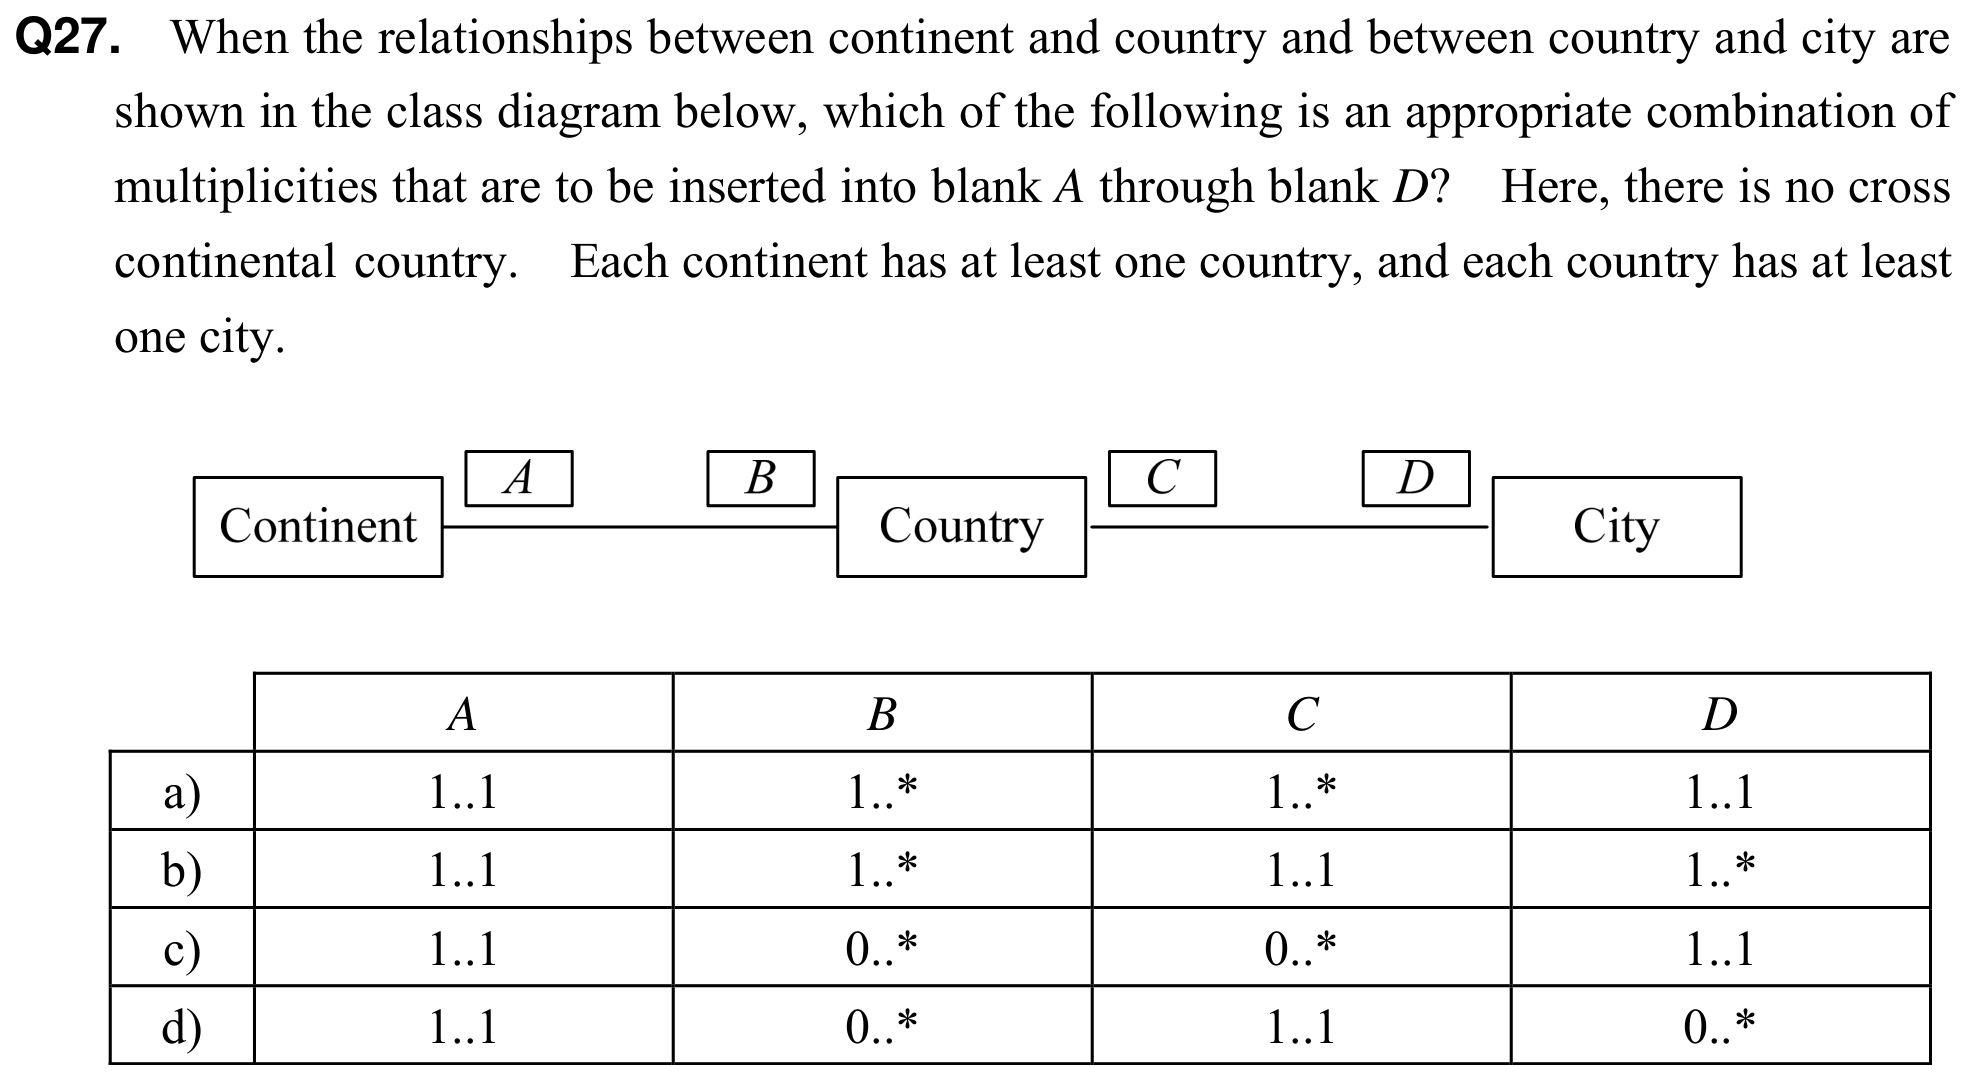 Q27. When the relationships between continent and country and between country and city are
shown in the class diagram below, which of the following is an appropriate combination of
multiplicities that are to be inserted into blank A through blank D? Here, there is no cross
continental country. Each continent has at least one country, and each country has at least
one city.
A B C D
Continent Country City
A B C D
a) 1..1 1..* 1..* 1..1
b) 1..1 1..* 1..1 1..*
c) 1..1 0..* 0..* 1..1
d) 1..1 0..* 1..1 0..*